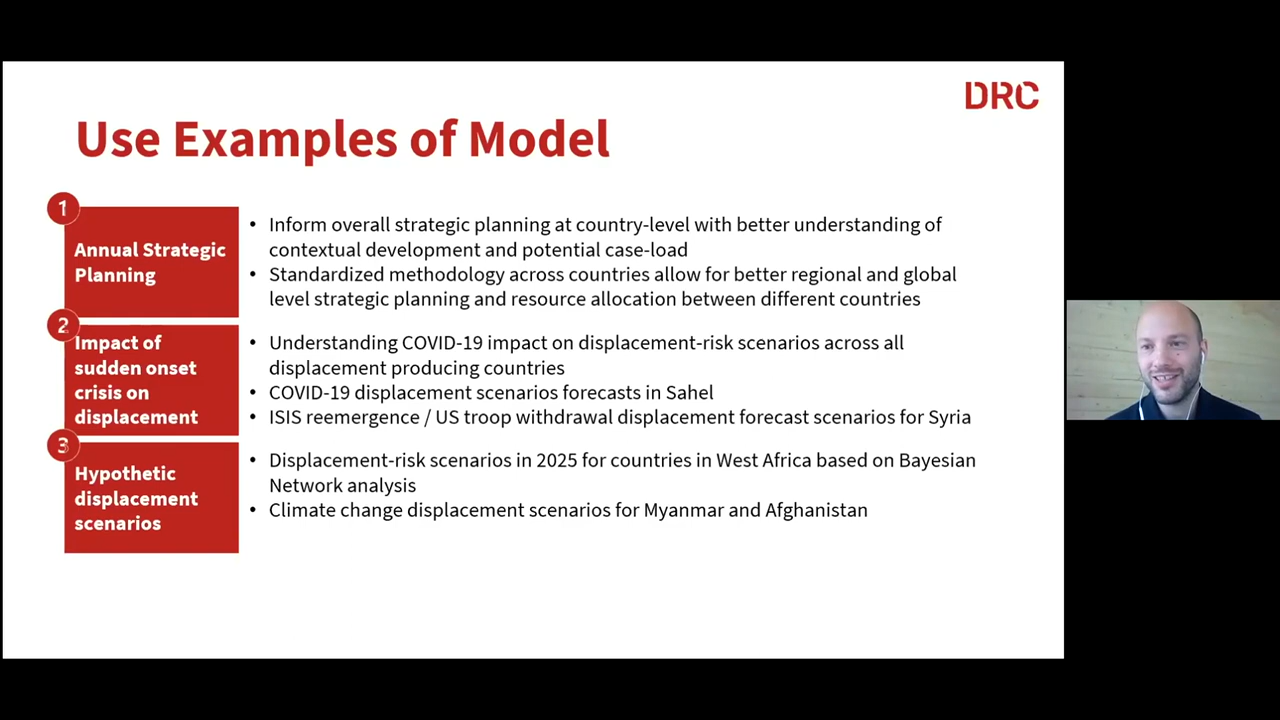 DRC
Use Examples of Model
1
Annual Strategic
Planning
• Inform overall strategic planning at country-level with better understanding of
contextual development and potential case-load
• Standardized methodology across countries allow for better regional and global
level strategic planning and resource allocation between different countries
2
Impact of
sudden onset
crisis on
displacement
• Understanding COVID-19 impact on displacement-risk scenarios across all
displacement producing countries
• COVID-19 displacement scenarios forecasts in Sahel
• ISIS reemergence / US troop withdrawal displacement forecast scenarios for Syria
3
Hypothetic
displacement
scenarios
• Displacement-risk scenarios in 2025 for countries in West Africa based on Bayesian
Network analysis
• Climate change displacement scenarios for Myanmar and Afghanistan